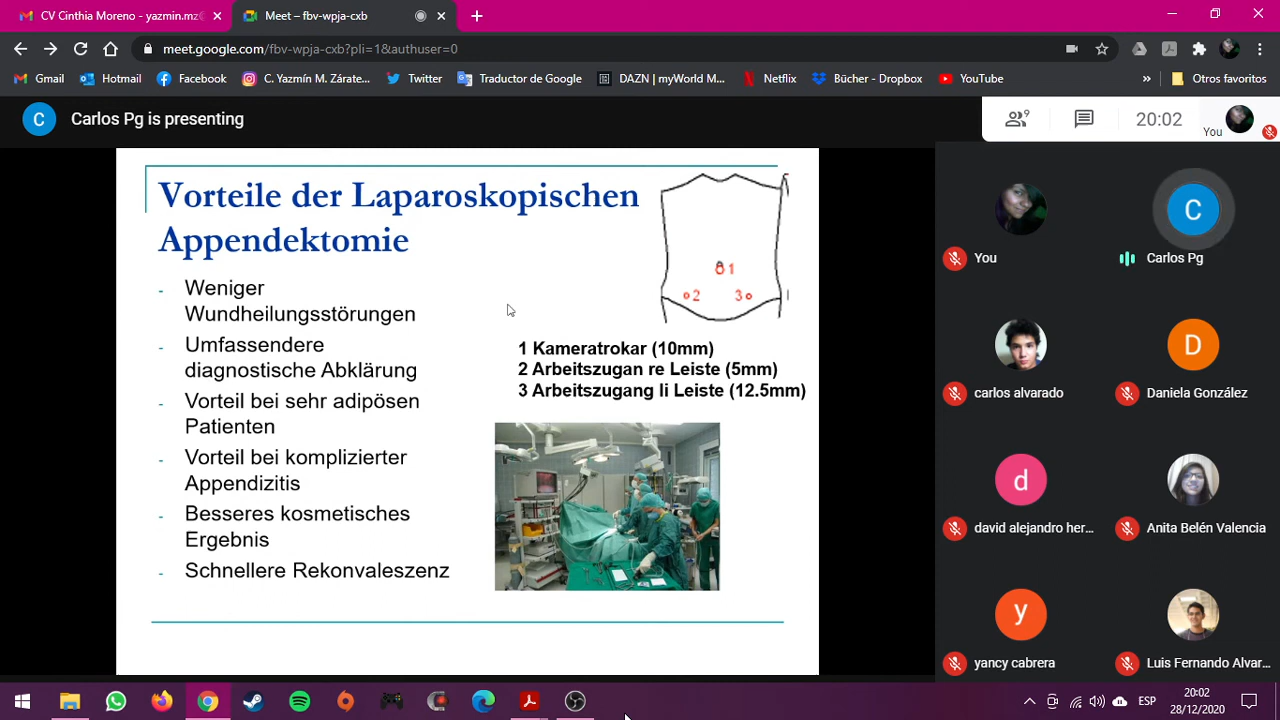 CV Cinthia Moreno - yazmin.mz@
Meet – fbv-wpja-cxb
meet.google.com/fbv-wpja-cxb?pli=1&authuser=0
Gmail
Hotmail
Facebook
C. Yazmín M. Zárate...
Twitter
Traductor de Google
DAZN | myWorld M...
Netflix
Bücher - Dropbox
YouTube
»
Otros favoritos
C
Carlos Pg is presenting
9
20:02
You
Vorteile der Laparoskopischen
Appendektomie
- Weniger
Wundheilungsstörungen
- Umfassendere
diagnostische Abklärung
- Vorteil bei sehr adipösen
Patienten
- Vorteil bei komplizierter
Appendizitis
- Besseres kosmetisches
Ergebnis
- Schnellere Rekonvaleszenz
1
2
3
1 Kameratrokar (10mm)
2 Arbeitszugan re Leiste (5mm)
3 Arbeitszugang li Leiste (12.5mm)
You
C
Carlos Pg
carlos alvarado
D
Daniela González
d
david alejandro her...
Anita Belén Valencia
y
yancy cabrera
Luis Fernando Alvar...
ESP
20:02
28/12/2020